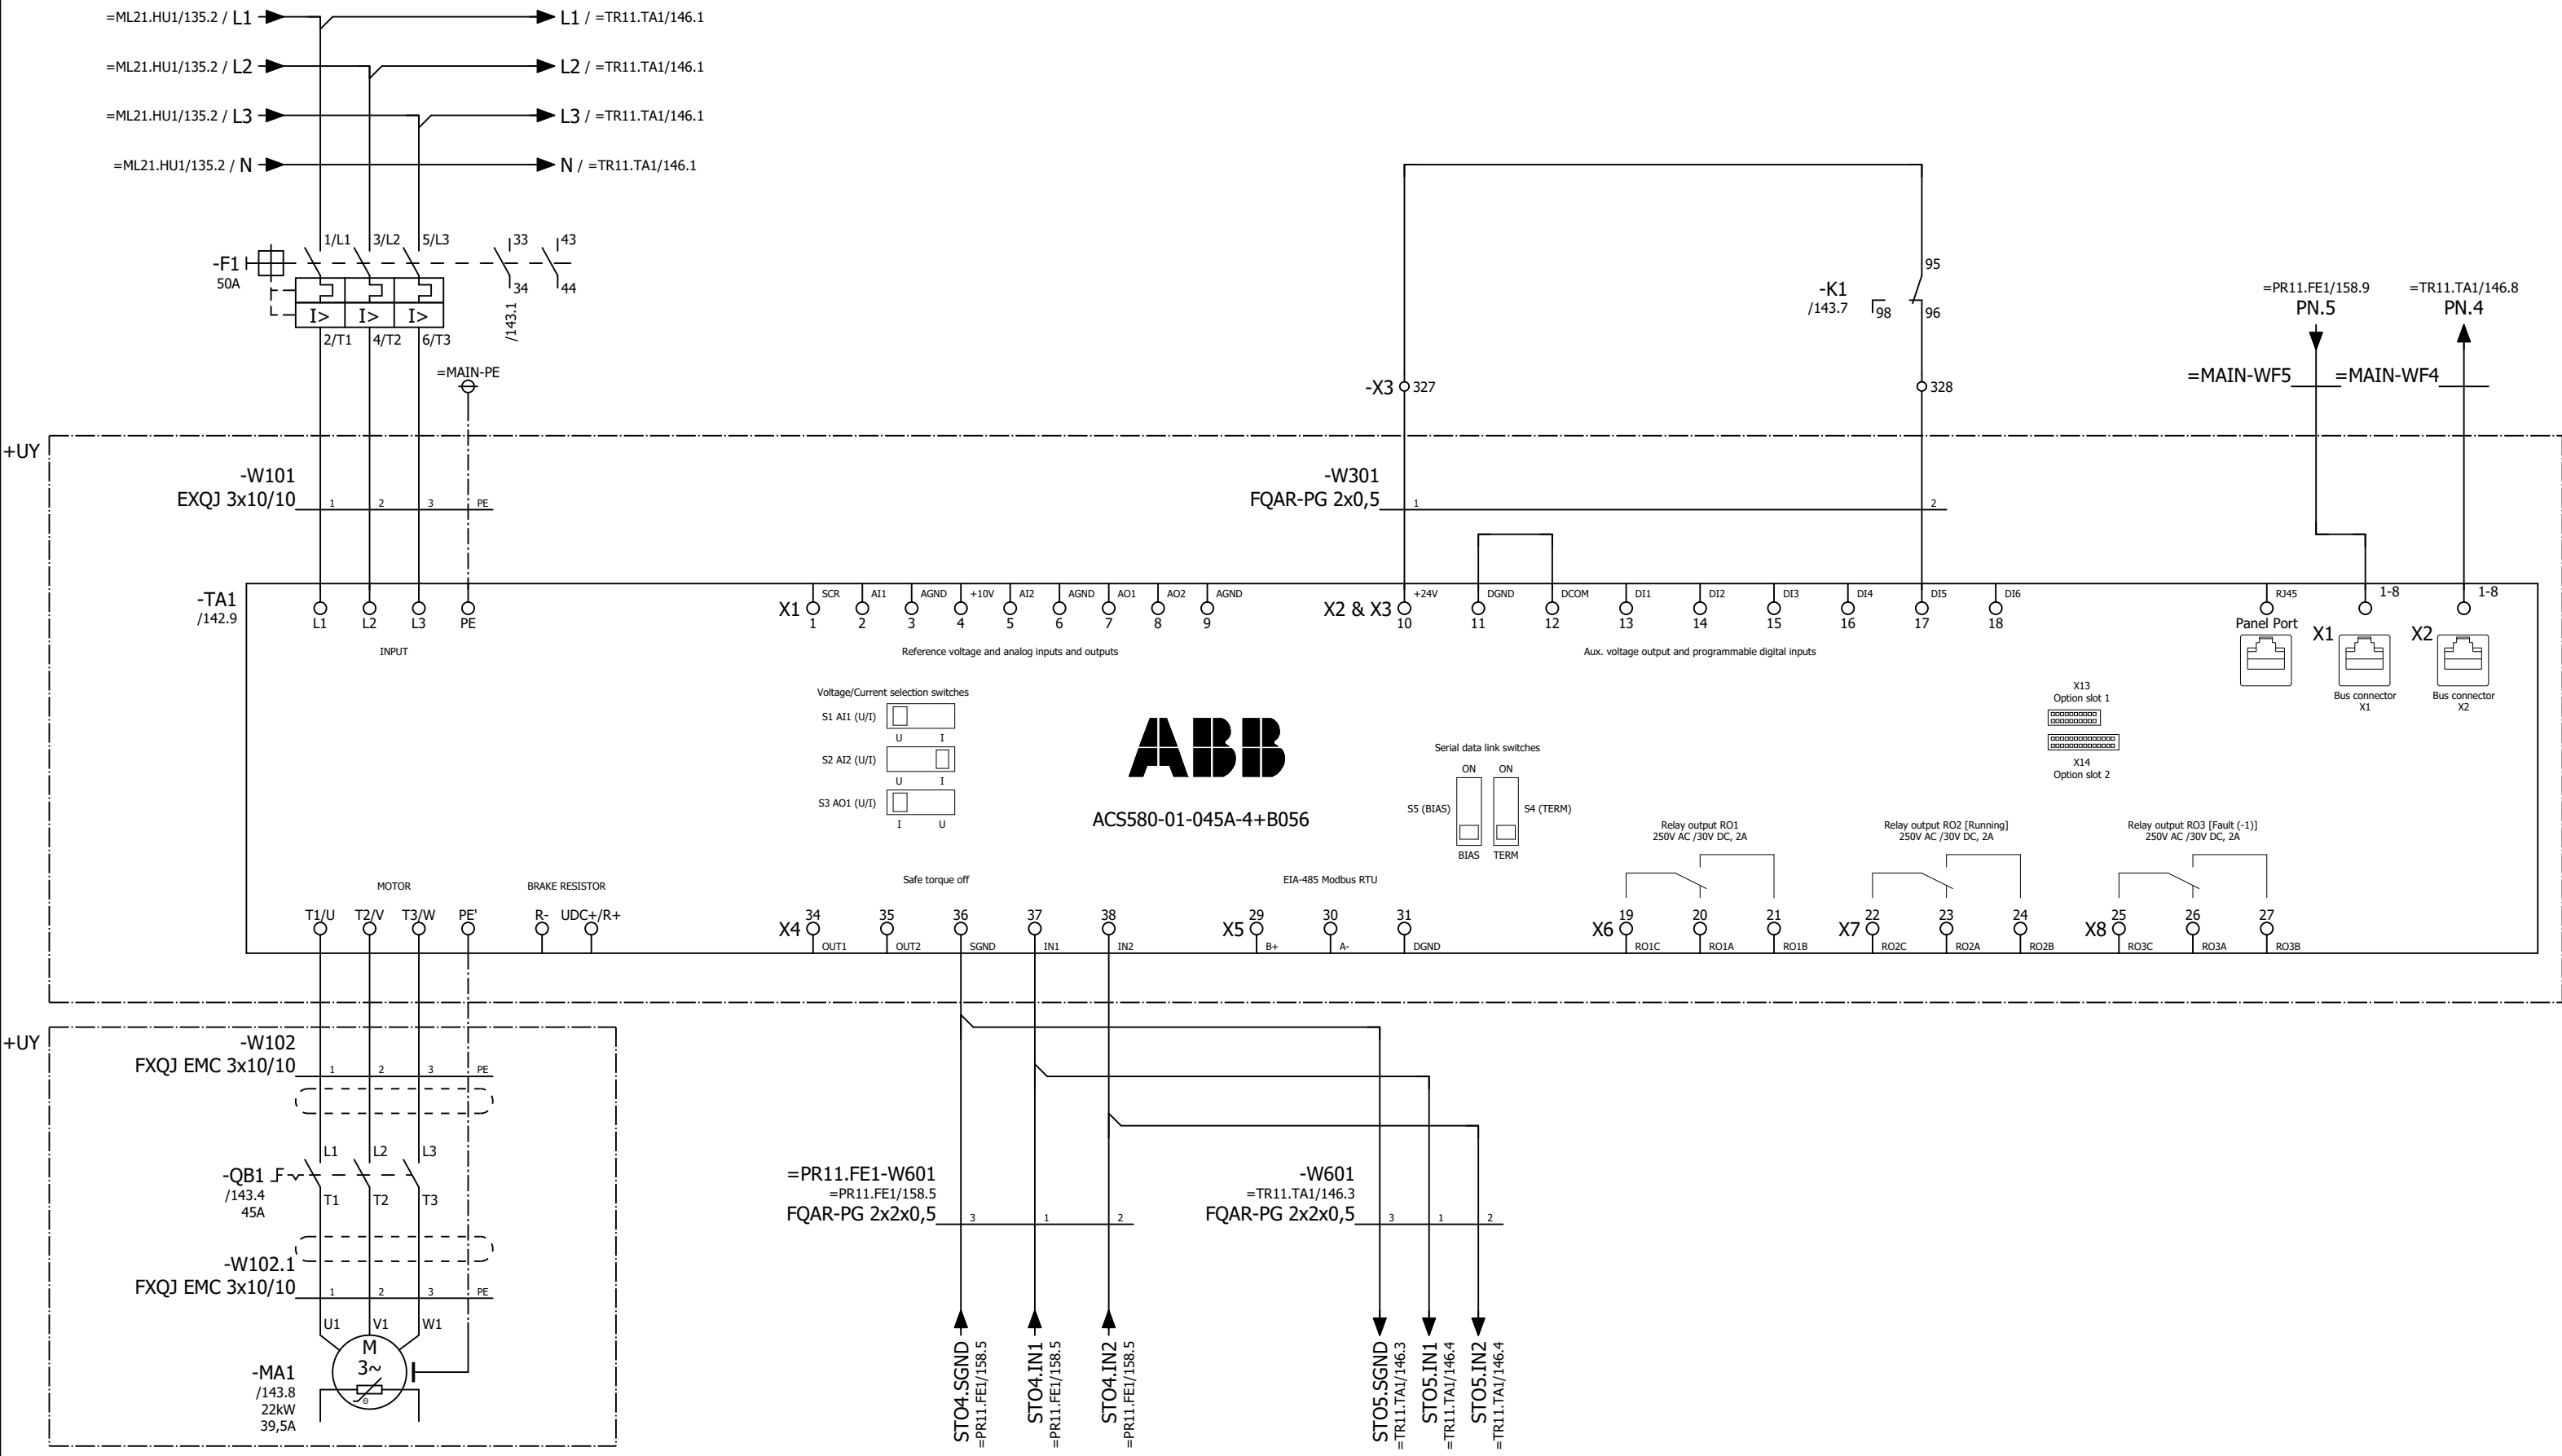 =ML21.HU1/135.2 / L1
L1 / =TR11.TA1/146.1
=ML21.HU1/135.2 / L2
L2 / =TR11.TA1/146.1
=ML21.HU1/135.2 / L3
L3 / =TR11.TA1/146.1
=ML21.HU1/135.2 / N
N / =TR11.TA1/146.1
1/L1 3/L2 5/L3 33 43
-F1
50A
I> I> I>
34 44
/143.1
2/T1 4/T2 6/T3
=MAIN-PE
95
-K1
/143.7
98 96
-X3 327
328
=PR11.FE1/158.9
PN.5
=TR11.TA1/146.8
PN.4
=MAIN-WF5
=MAIN-WF4
+UY
-W101
EXQJ 3x10/10
1 2 3 PE
-W301
FQAR-PG 2x0,5
1 2
-TA1
/142.9
L1 L2 L3 PE
INPUT
X1
SCR AI1 AGND +10V AI2 AGND AO1 AO2 AGND
1 2 3 4 5 6 7 8 9
Reference voltage and analog inputs and outputs
X2 & X3
+24V DGND DCOM DI1 DI2 DI3 DI4 DI5 DI6
10 11 12 13 14 15 16 17 18
Aux. voltage output and programmable digital inputs
RJ45 1-8 1-8
Panel Port
X1 X2
Bus connector
X1
Bus connector
X2
Voltage/Current selection switches
S1 AI1 (U/I)
U I
S2 AI2 (U/I)
U I
S3 AO1 (U/I)
I U
ABB
ACS580-01-045A-4+B056
Serial data link switches
ON ON
S5 (BIAS)
S4 (TERM)
BIAS TERM
X13
Option slot 1
X14
Option slot 2
Relay output RO1
250V AC /30V DC, 2A
Relay output RO2 [Running]
250V AC /30V DC, 2A
Relay output RO3 [Fault (-1)]
250V AC /30V DC, 2A
MOTOR
BRAKE RESISTOR
T1/U T2/V T3/W PE' R- UDC+/R+
Safe torque off
X4
34 35 36 37 38
OUT1 OUT2 SGND IN1 IN2
EIA-485 Modbus RTU
X5
29 30 31
B+ A- DGND
X6
19 20 21
RO1C RO1A RO1B
X7
22 23 24
RO2C RO2A RO2B
X8
25 26 27
RO3C RO3A RO3B
+UY
-W102
FXQJ EMC 3x10/10
1 2 3 PE
L1 L2 L3
-QB1
/143.4
45A
T1 T2 T3
-W102.1
FXQJ EMC 3x10/10
1 2 3 PE
U1 V1 W1
M
3~
-MA1
/143.8
22kW
39,5A
=PR11.FE1-W601
=PR11.FE1/158.5
FQAR-PG 2x2x0,5
3 1 2
-W601
=TR11.TA1/146.3
FQAR-PG 2x2x0,5
3 1 2
STO4.SGND
=PR11.FE1/158.5
STO4.IN1
=PR11.FE1/158.5
STO4.IN2
=PR11.FE1/158.5
STO5.SGND
=TR11.TA1/146.3
STO5.IN1
=TR11.TA1/146.4
STO5.IN2
=TR11.TA1/146.4